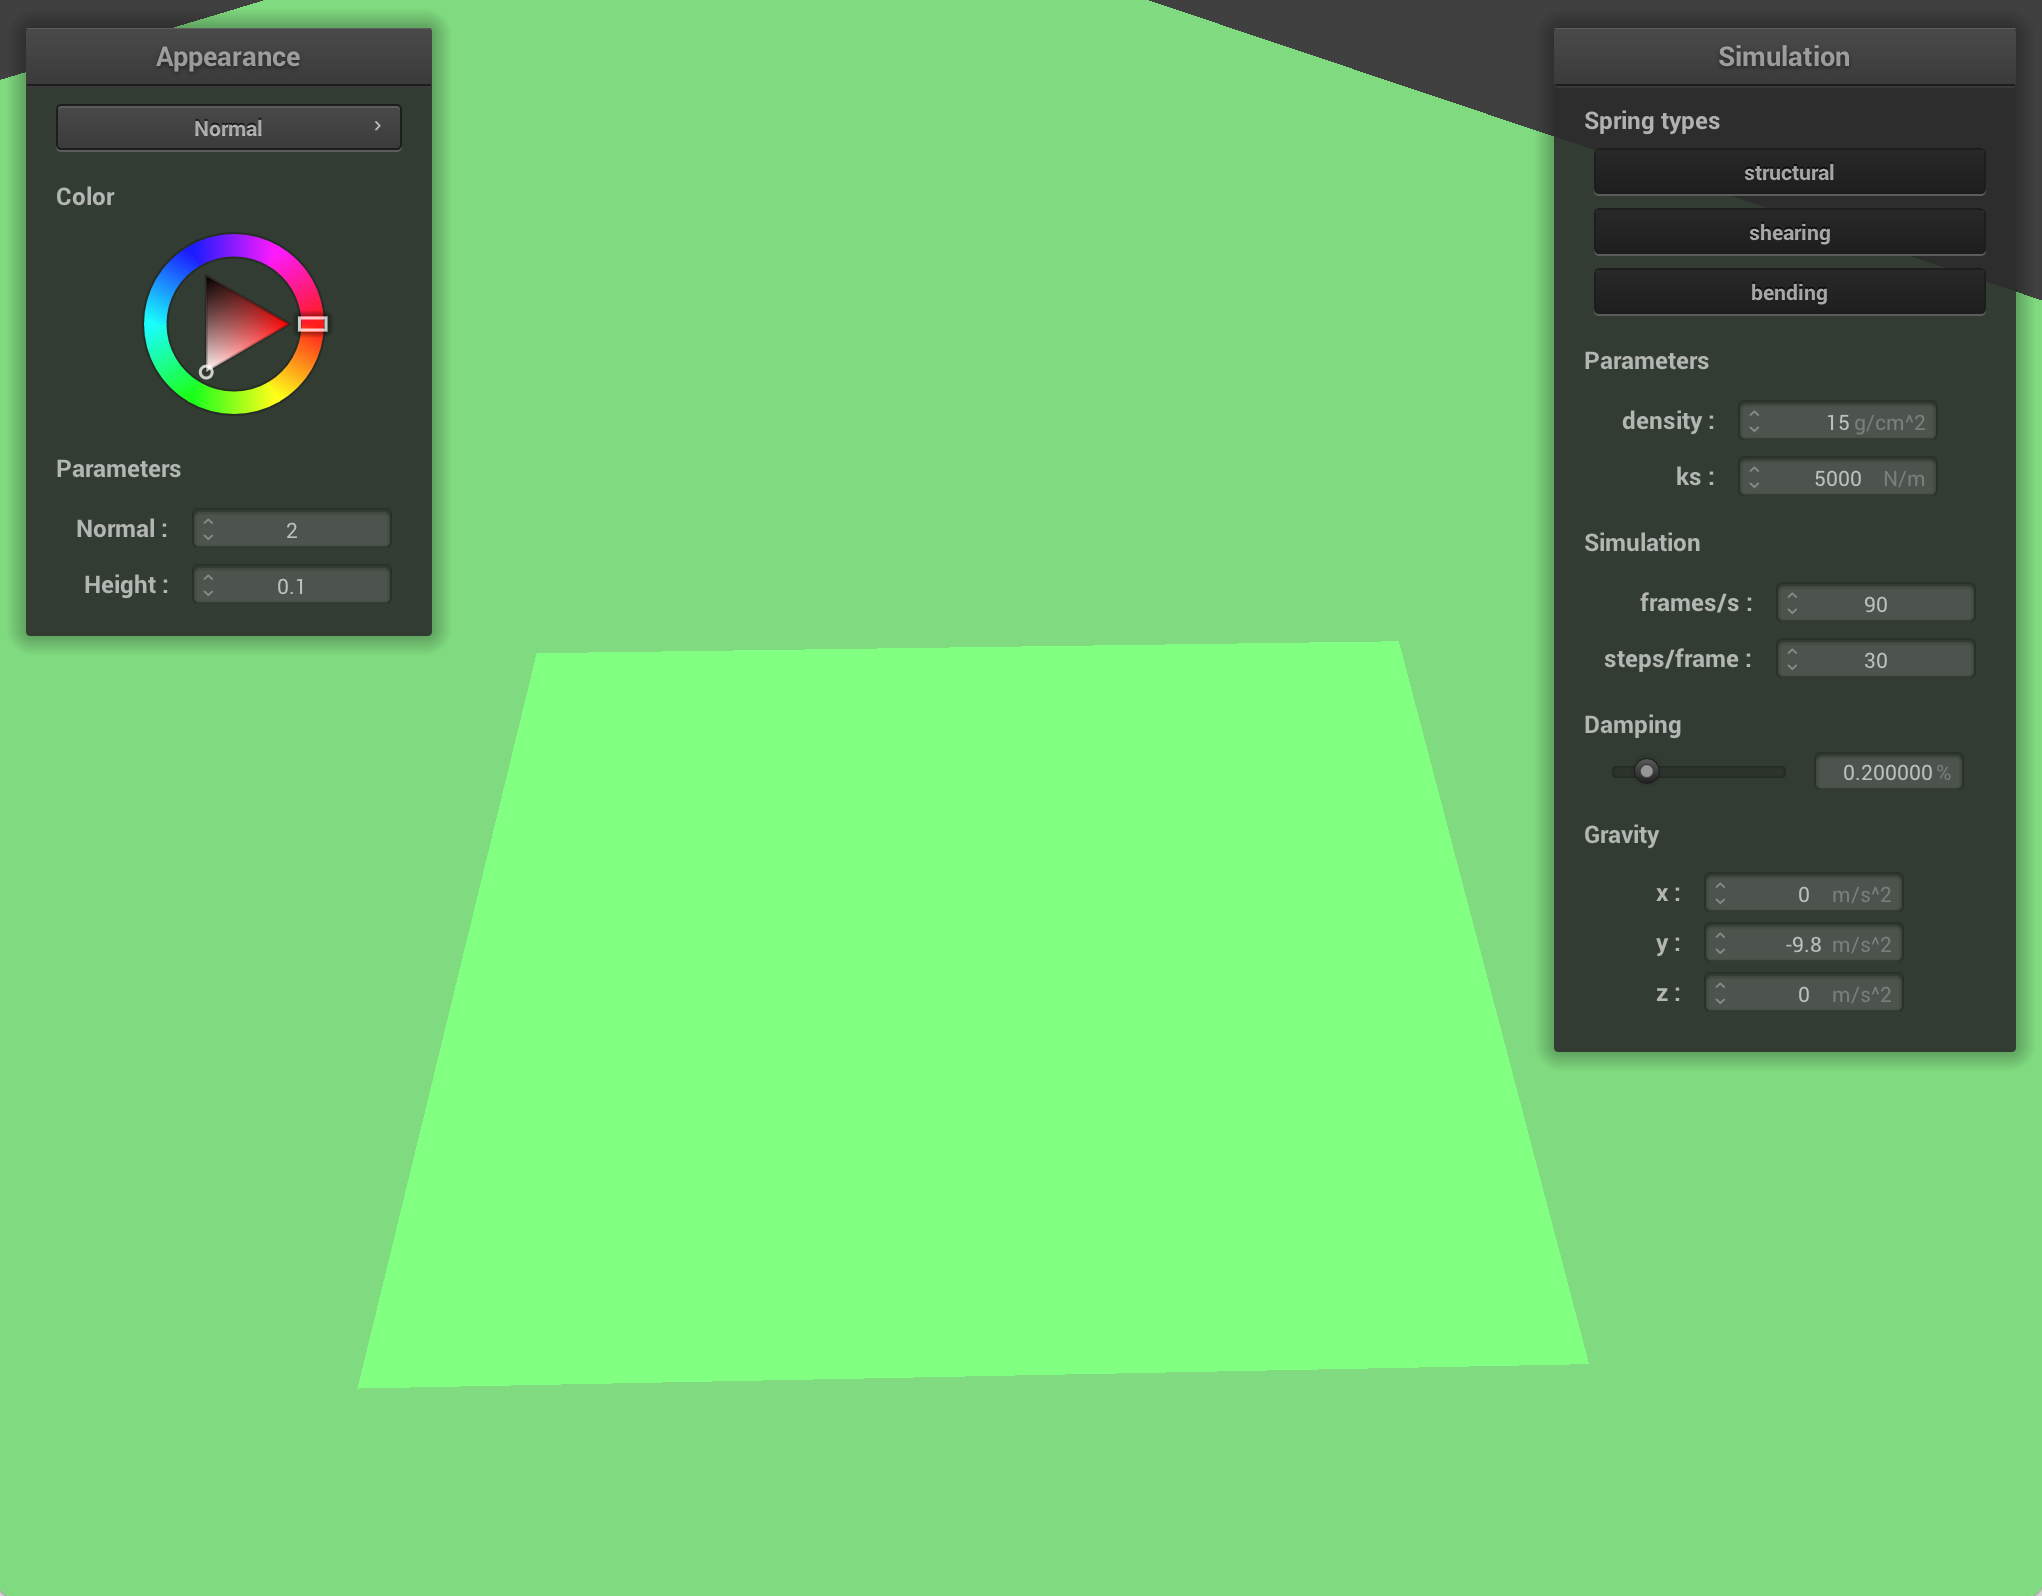 Appearance
Normal
Color
Parameters
Normal : 2
Height : 0.1
Simulation
Spring types
structural
shearing
bending
Parameters
density : 15 g/cm^2
ks : 5000 N/m
Simulation
frames/s : 90
steps/frame : 30
Damping
0.200000 %
Gravity
x : 0 m/s^2
y : -9.8 m/s^2
z : 0 m/s^2